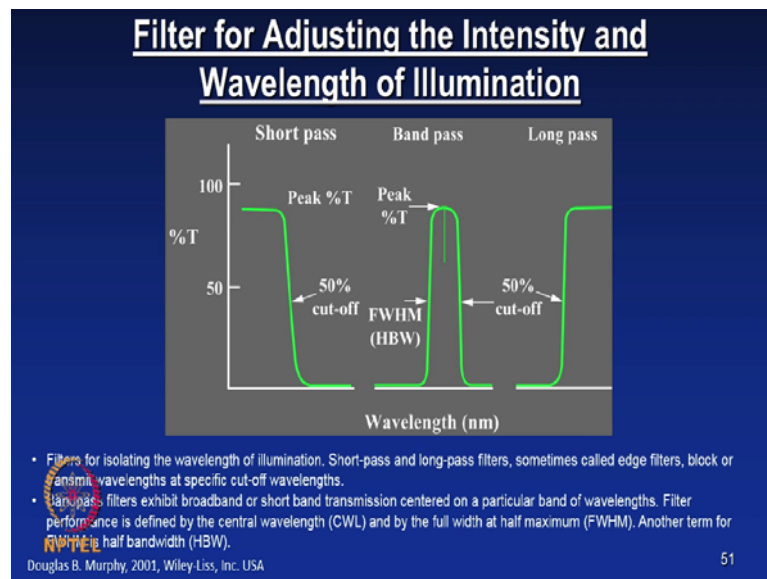 Filter for Adjusting the Intensity and
Wavelength of Illumination
Short pass
Band pass
Long pass
100
50
%T
Peak %T
Peak
%T
50%
cut-off
FWHM
(HBW)
50%
cut-off
Wavelength (nm)
• Filters for isolating the wavelength of illumination. Short-pass and long-pass filters, sometimes called edge filters, block or
transmit wavelengths at specific cut-off wavelengths.
• Bandpass filters exhibit broadband or short band transmission centered on a particular band of wavelengths. Filter
performance is defined by the central wavelength (CWL) and by the full width at half maximum (FWHM). Another term for
FWHM is half bandwidth (HBW).
NPTEL
Douglas B. Murphy, 2001, Wiley-Liss, Inc. USA
51